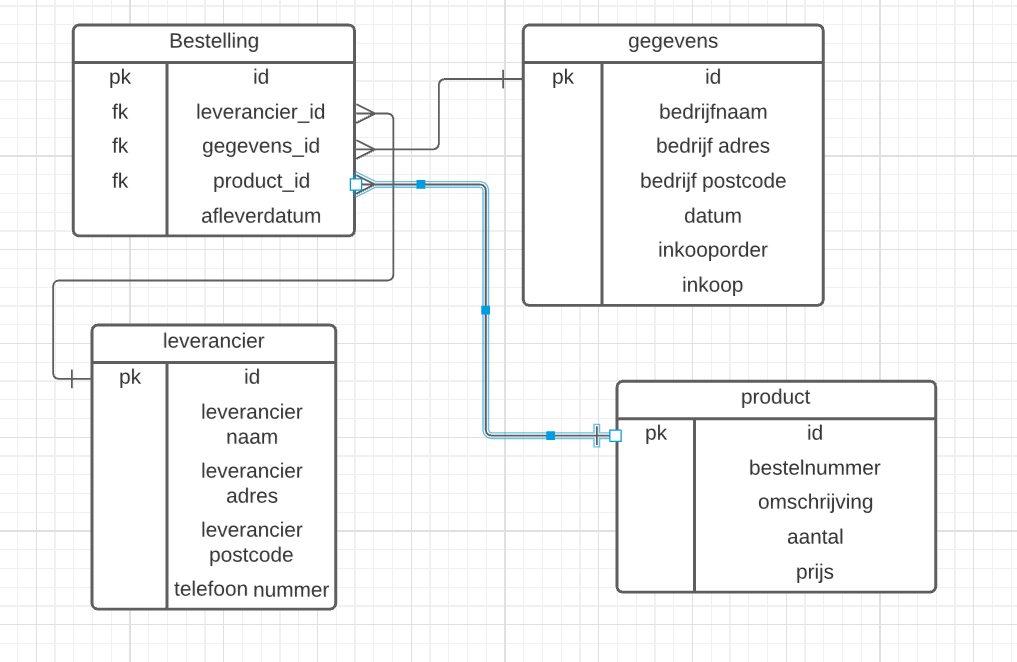 Bestelling
pk id
fk leverancier_id
fk gegevens_id
fk product_id
afleverdatum
gegevens
pk id
bedrijfnaam
bedrijf adres
bedrijf postcode
datum
inkooporder
inkoop
leverancier
pk id
leverancier
naam
leverancier
adres
leverancier
postcode
telefoon nummer
product
pk id
bestelnummer
omschrijving
aantal
prijs